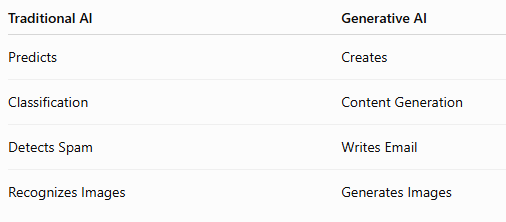 Traditional AI Generative AI
Predicts Creates
Classification Content Generation
Detects Spam Writes Email
Recognizes Images Generates Images